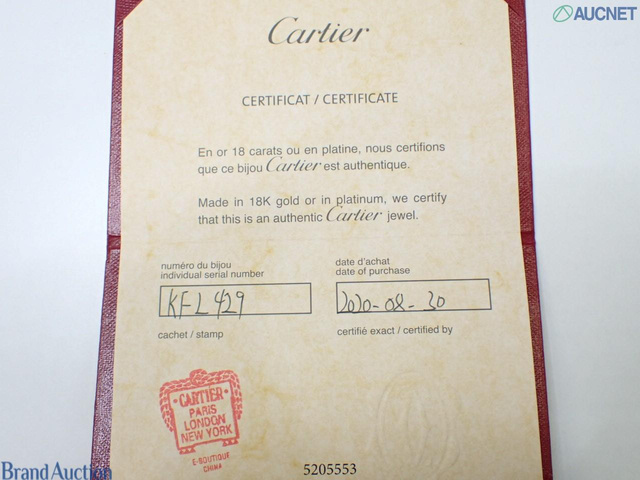 AUCNET
Cartier
CERTIFICAT / CERTIFICATE
En or 18 carats ou en platine, nous certifions
que ce bijou Cartier est authentique.
Made in 18K gold or in platinum, we certify
that this is an authentic Cartier jewel.
numéro du bijou
individual serial number
date d'achat
date of purchase
KFL429
2020-08-30
cachet / stamp
certifié exact / certified by
CARTIER
PARIS
LONDON
NEW YORK
E-BOUTIQUE
CHINA
5205553
Brand Auction